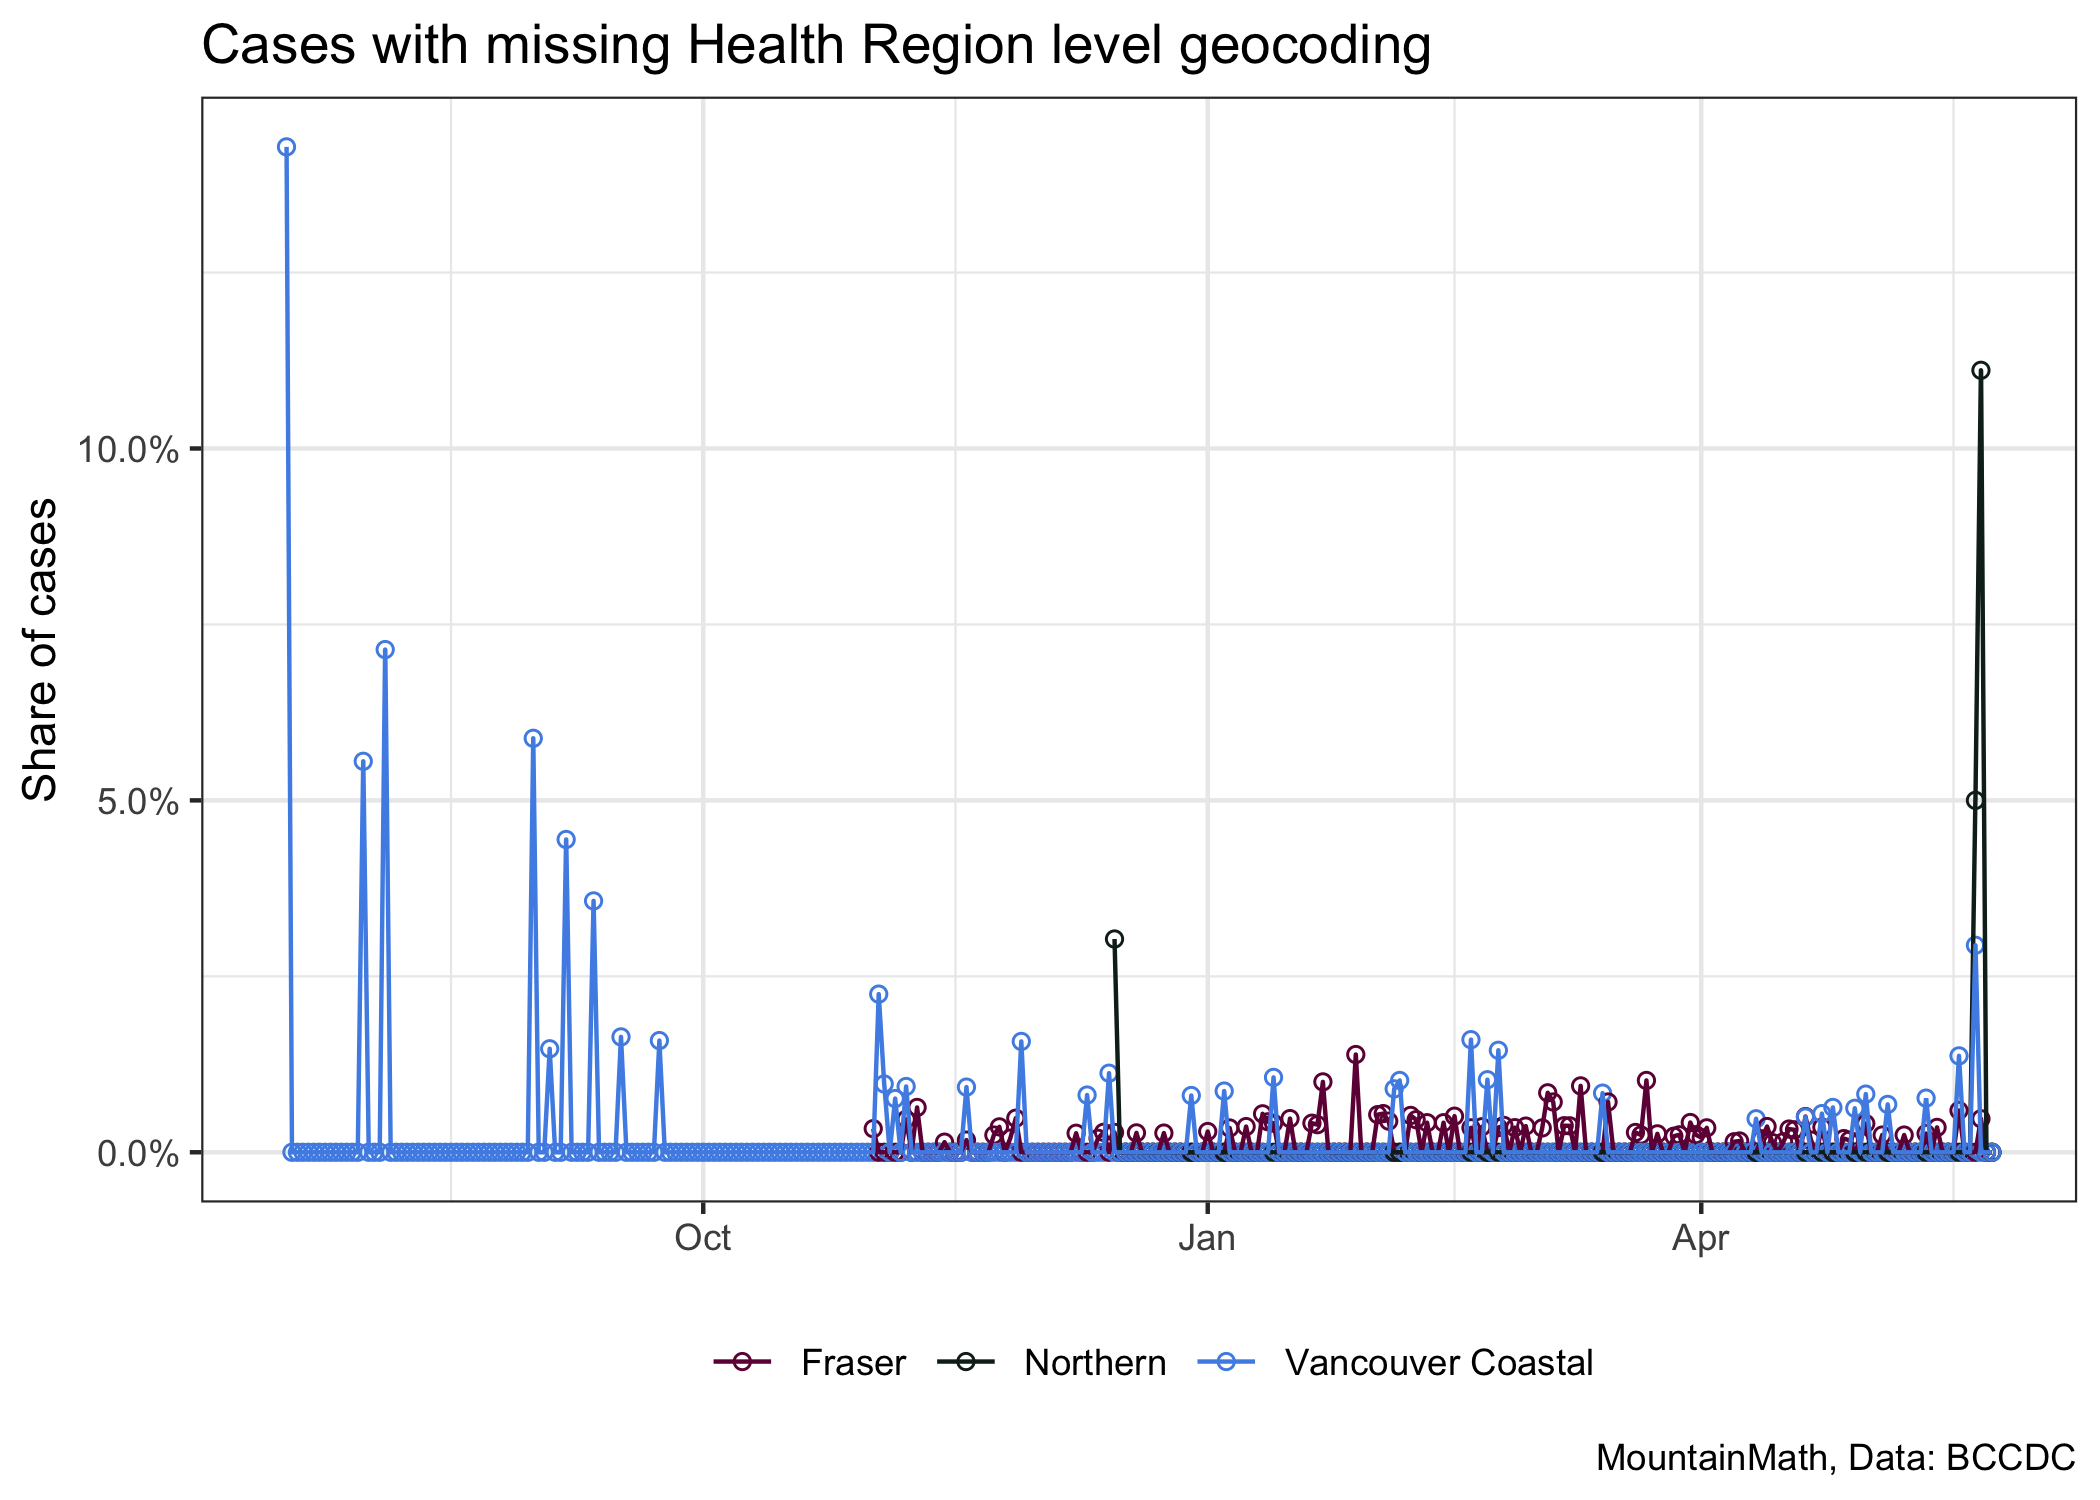 Cases with missing Health Region level geocoding
Share of cases
10.0%
5.0%
0.0%
Oct
Jan
Apr
Fraser
Northern
Vancouver Coastal
MountainMath, Data: BCCDC